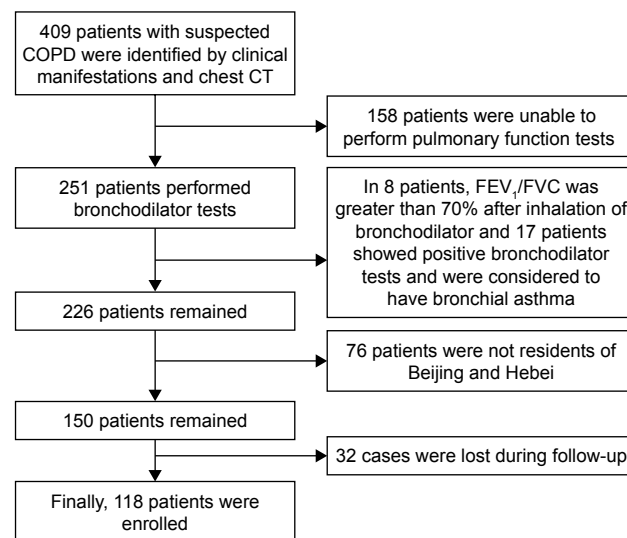 409 patients with suspected
COPD were identified by clinical
manifestations and chest CT
158 patients were unable to
perform pulmonary function tests
251 patients performed
bronchodilator tests
In 8 patients, FEV₁/FVC was
greater than 70% after inhalation of
bronchodilator and 17 patients
showed positive bronchodilator
tests and were considered to
have bronchial asthma
226 patients remained
76 patients were not residents of
Beijing and Hebei
150 patients remained
32 cases were lost during follow-up
Finally, 118 patients were
enrolled